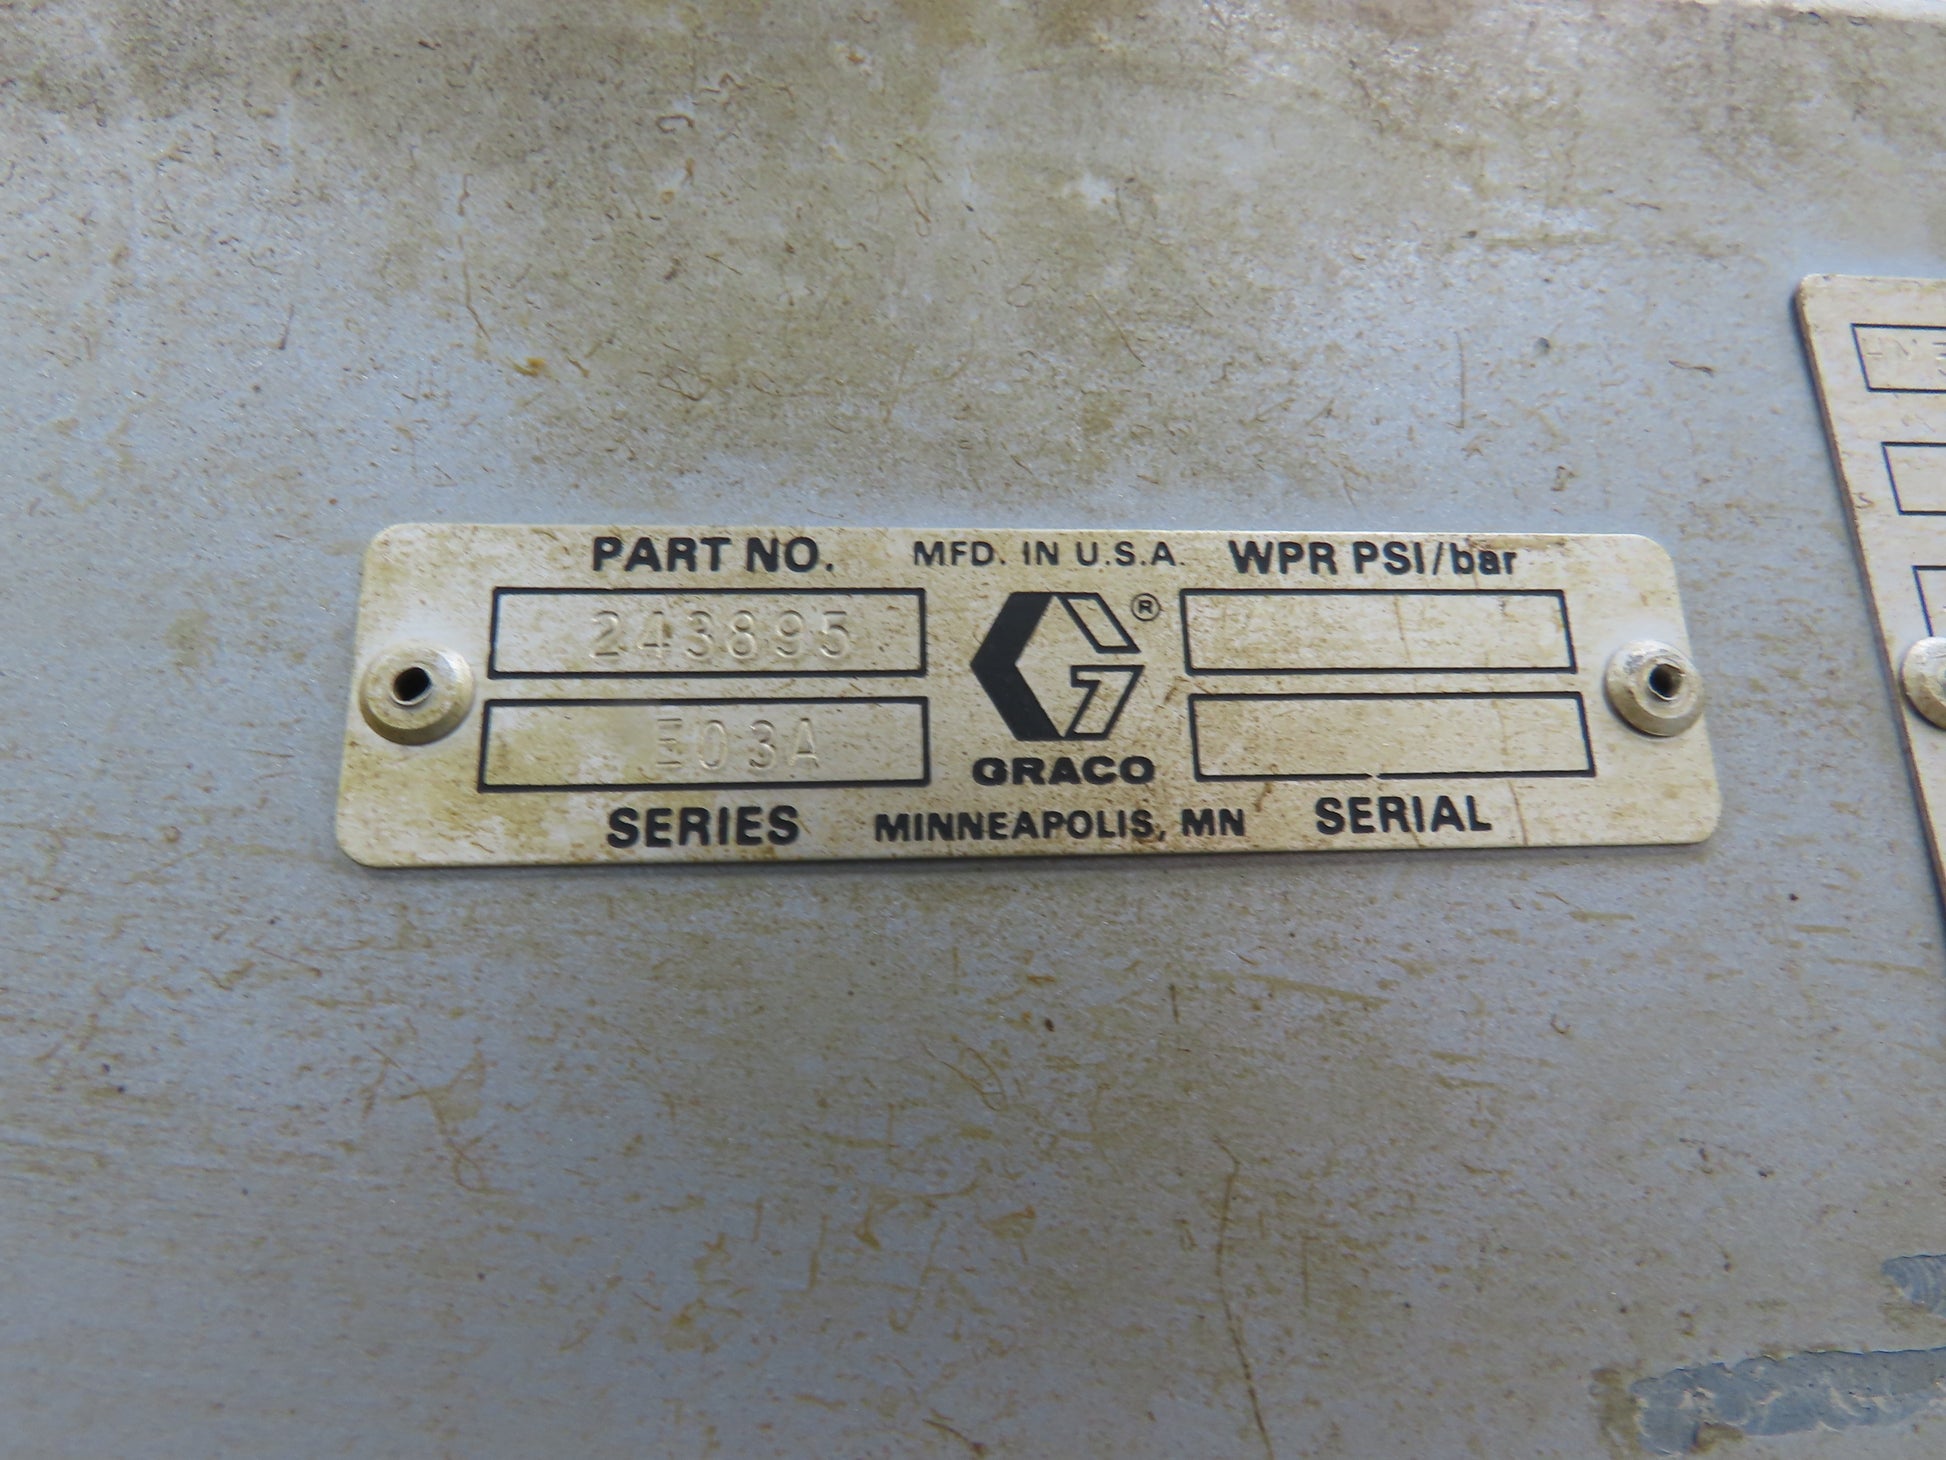 PART NO. MFD. IN U.S.A. WPR PSI/bar
243895 ®
E03A
GRACO
SERIES MINNEAPOLIS, MN SERIAL